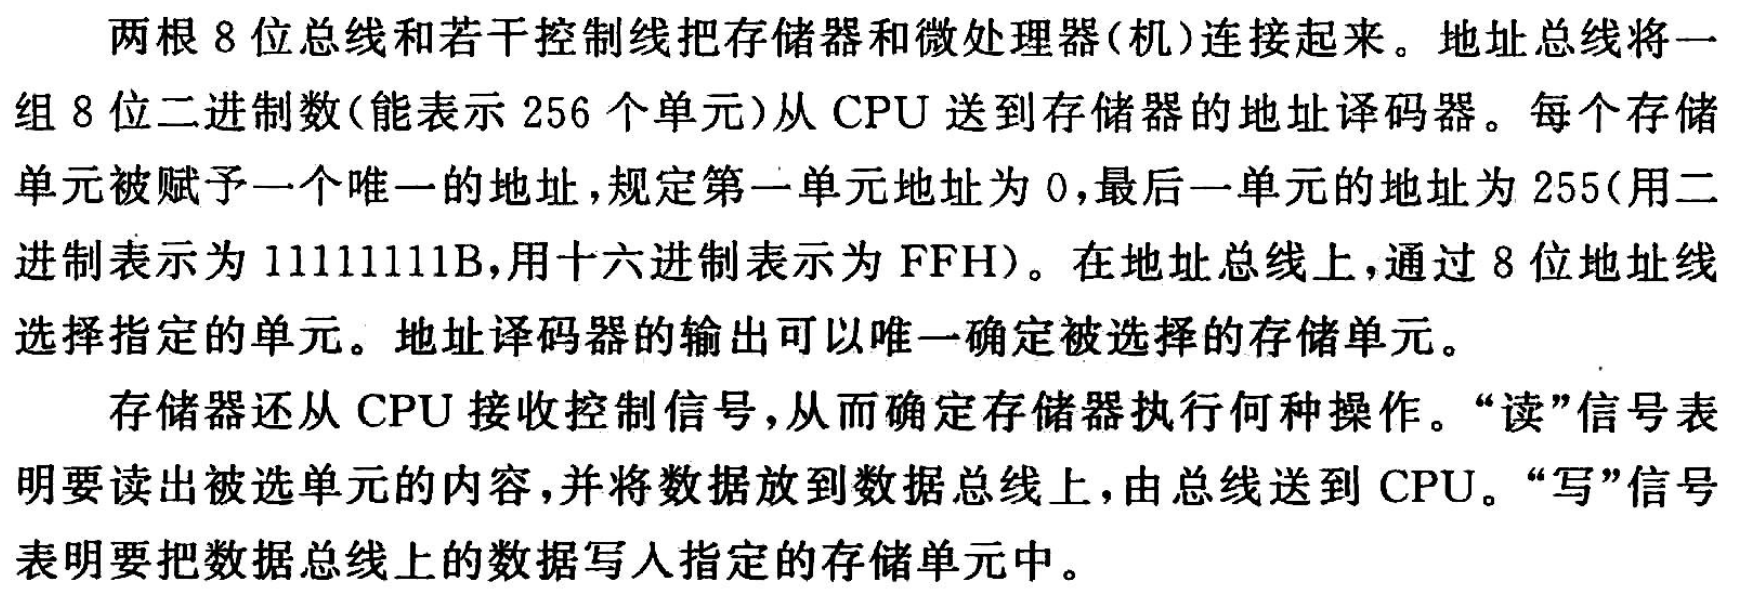 两根 8 位总线和若干控制线把存储器和微处理器(机)连接起来。地址总线将一
组 8 位二进制数(能表示 256 个单元)从 CPU 送到存储器的地址译码器。每个存储
单元被赋予一个唯一的地址,规定第一单元地址为 0,最后一单元的地址为 255(用二
进制表示为 11111111B,用十六进制表示为 FFH)。在地址总线上,通过 8 位地址线
选择指定的单元。地址译码器的输出可以唯一确定被选择的存储单元。
存储器还从 CPU 接收控制信号,从而确定存储器执行何种操作。“读”信号表
明要读出被选单元的内容,并将数据放到数据总线上,由总线送到 CPU。“写”信号
表明要把数据总线上的数据写入指定的存储单元中。